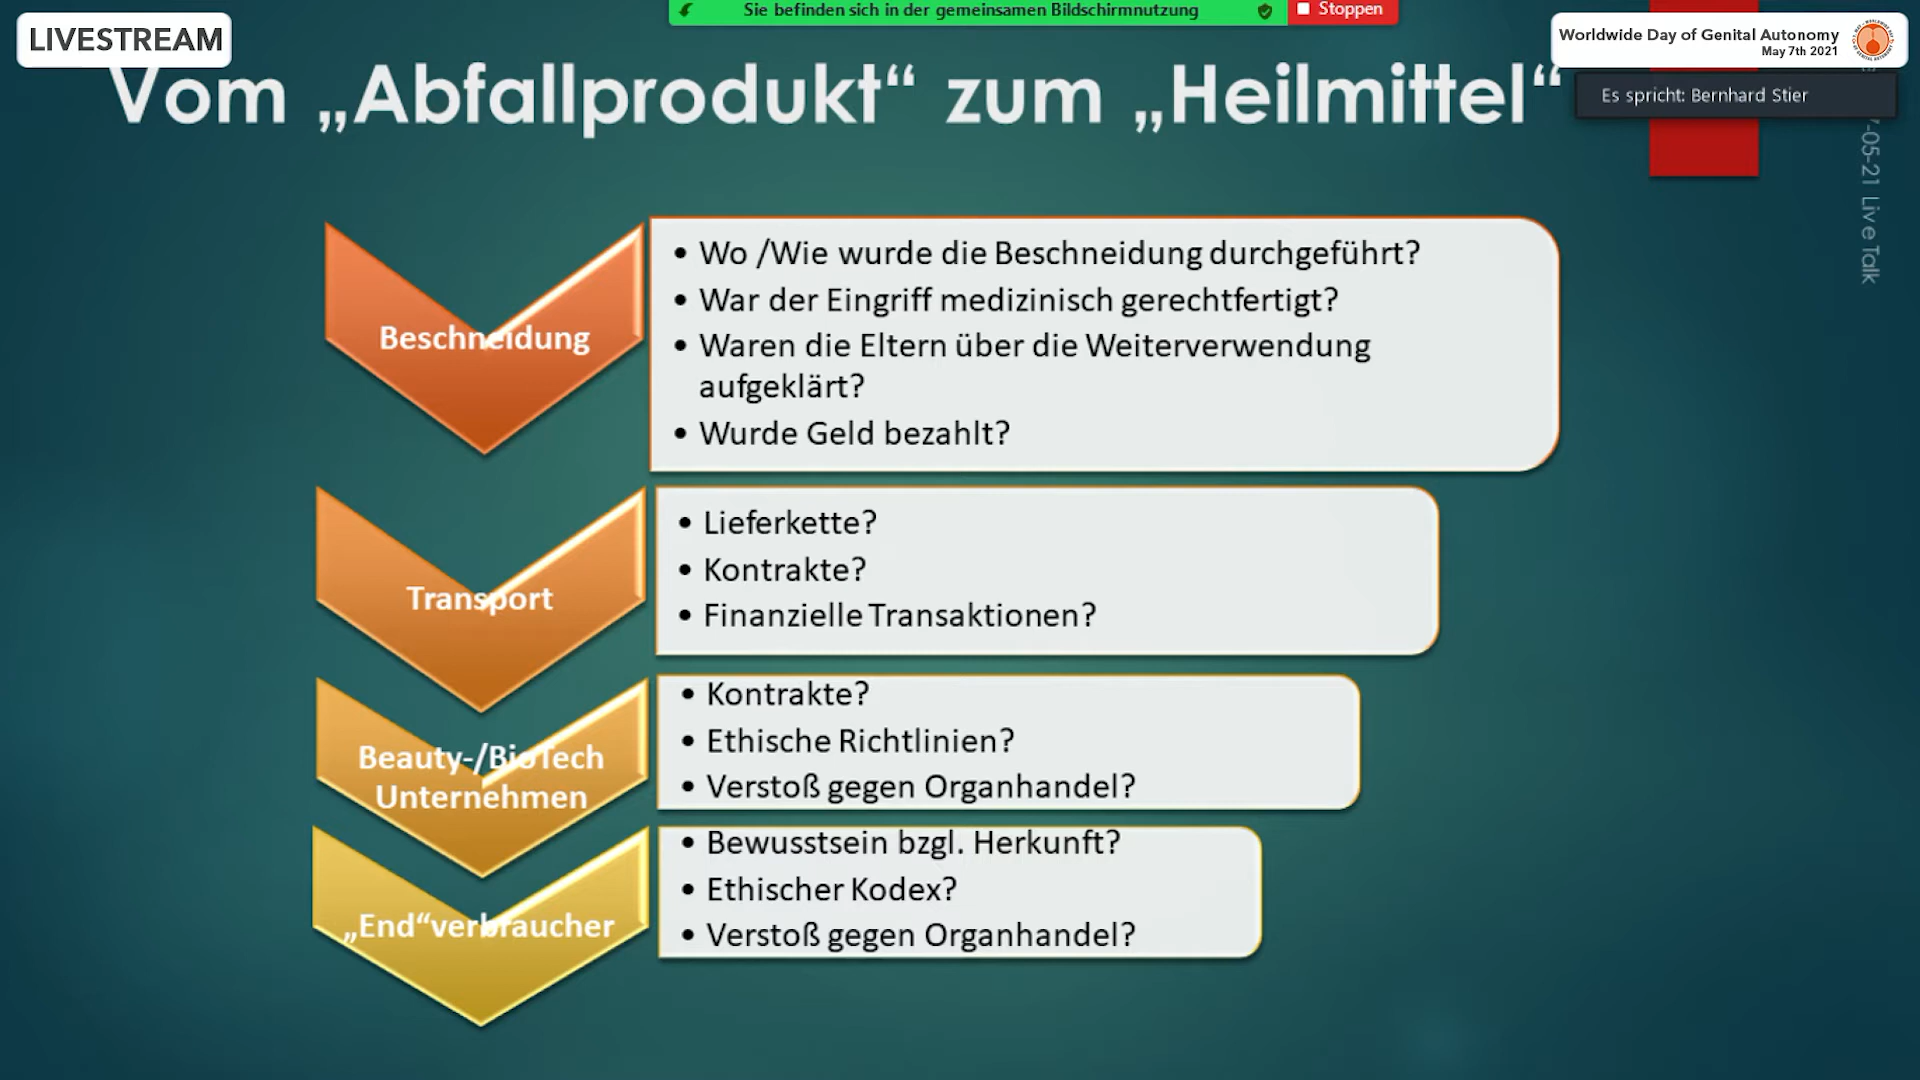 LIVESTREAM
Sie befinden sich in der gemeinsamen Bildschirmnutzung
Stoppen
Worldwide Day of Genital Autonomy
May 7th 2021
Es spricht: Bernhard Stier
Vom „Abfallprodukt“ zum „Heilmittel“
-05-21 Live Talk
Beschneidung
• Wo /Wie wurde die Beschneidung durchgeführt?
• War der Eingriff medizinisch gerechtfertigt?
• Waren die Eltern über die Weiterverwendung
aufgeklärt?
• Wurde Geld bezahlt?
Transport
• Lieferkette?
• Kontrakte?
• Finanzielle Transaktionen?
Beauty-/BioTech
Unternehmen
• Kontrakte?
• Ethische Richtlinien?
• Verstoß gegen Organhandel?
„End“verbraucher
• Bewusstsein bzgl. Herkunft?
• Ethischer Kodex?
• Verstoß gegen Organhandel?